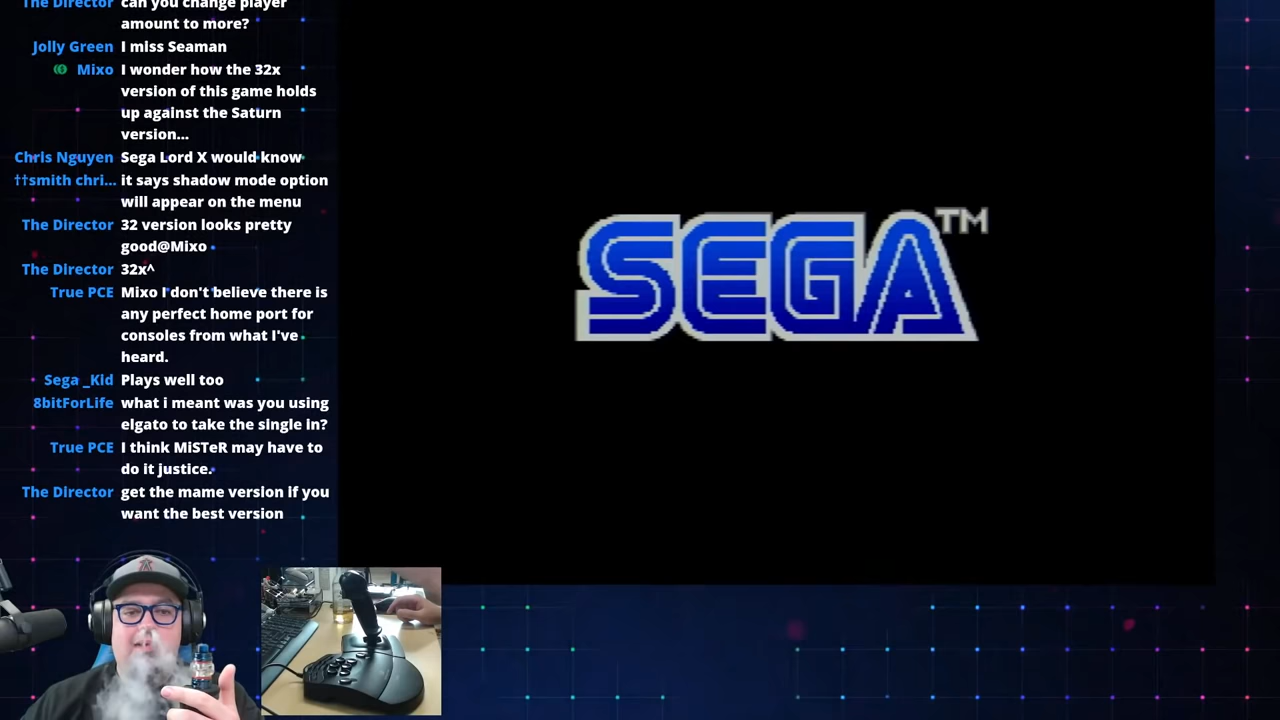 The Director can you change player
amount to more?
Jolly Green I miss Seaman
Mixo I wonder how the 32x
version of this game holds
up against the Saturn
version...
Chris Nguyen Sega Lord X would know
††smith chri... it says shadow mode option
will appear on the menu
The Director 32 version looks pretty
good@Mixo
The Director 32x^
True PCE Mixo I don't believe there is
any perfect home port for
consoles from what I've
heard.
Sega _Kid Plays well too
8bitForLife what i meant was you using
elgato to take the single in?
True PCE I think MiSTeR may have to
do it justice.
The Director get the mame version if you
want the best version
SEGA™